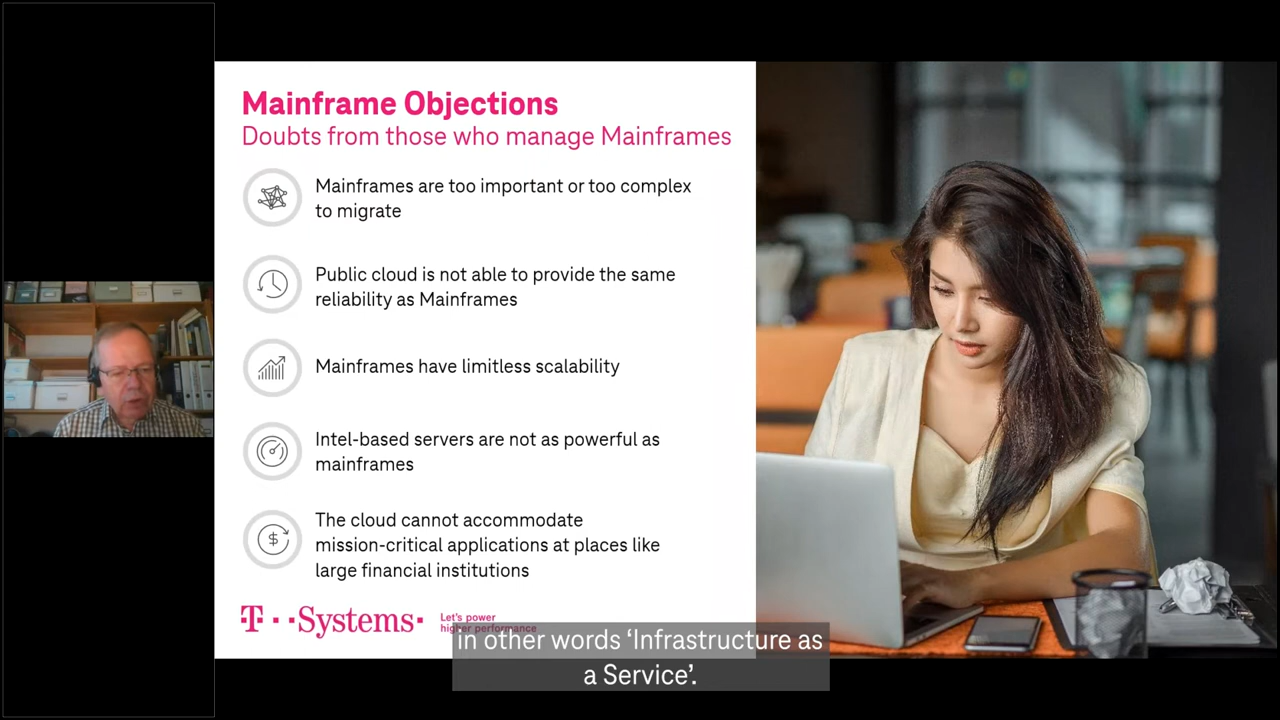 Mainframe Objections
Doubts from those who manage Mainframes
Mainframes are too important or too complex
to migrate
Public cloud is not able to provide the same
reliability as Mainframes
Mainframes have limitless scalability
Intel-based servers are not as powerful as
mainframes
$
The cloud cannot accommodate
mission-critical applications at places like
large financial institutions
T··Systems·
Let's power
higher performance
in other words ‘Infrastructure as
a Service’.